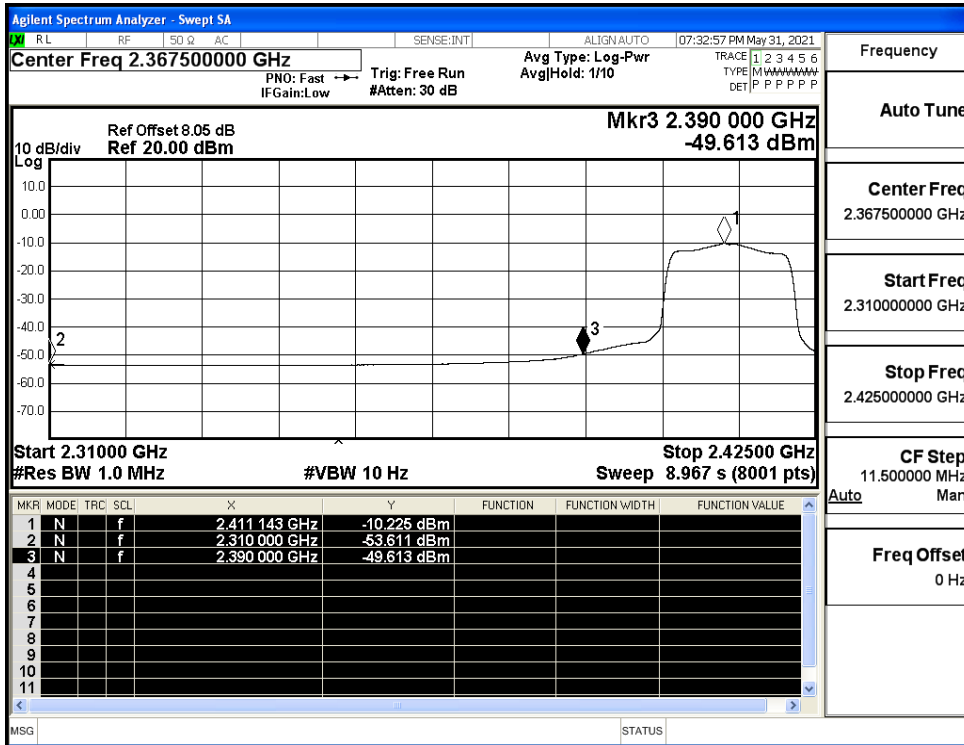 Agilent Spectrum Analyzer - Swept SA
LXI RL RF 50 Ω AC SENSE:INT ALIGNAUTO 07:32:57 PM May 31, 2021
Center Freq 2.367500000 GHz
PNO: Fast
IFGain:Low
Trig: Free Run
#Atten: 30 dB
Avg Type: Log-Pwr
Avg|Hold: 1/10
TRACE 1 2 3 4 5 6
TYPE M W W W W W
DET P P P P P P
Mkr3 2.390 000 GHz
-49.613 dBm
Ref Offset 8.05 dB
10 dB/div Ref 20.00 dBm
Log
10.0
0.00
-10.0
-20.0
-30.0
-40.0
-50.0
-60.0
-70.0
1
2
3
Start 2.31000 GHz Stop 2.42500 GHz
#Res BW 1.0 MHz #VBW 10 Hz Sweep 8.967 s (8001 pts)
MKR MODE TRC SCL X Y FUNCTION FUNCTION WIDTH FUNCTION VALUE
1 N f 2.411 143 GHz -10.225 dBm
2 N f 2.310 000 GHz -53.611 dBm
3 N f 2.390 000 GHz -49.613 dBm
4
5
6
7
8
9
10
11
MSG STATUS
Frequency
Auto Tune
Center Freq
2.367500000 GHz
Start Freq
2.310000000 GHz
Stop Freq
2.425000000 GHz
CF Step
11.500000 MHz
Auto Man
Freq Offset
0 Hz